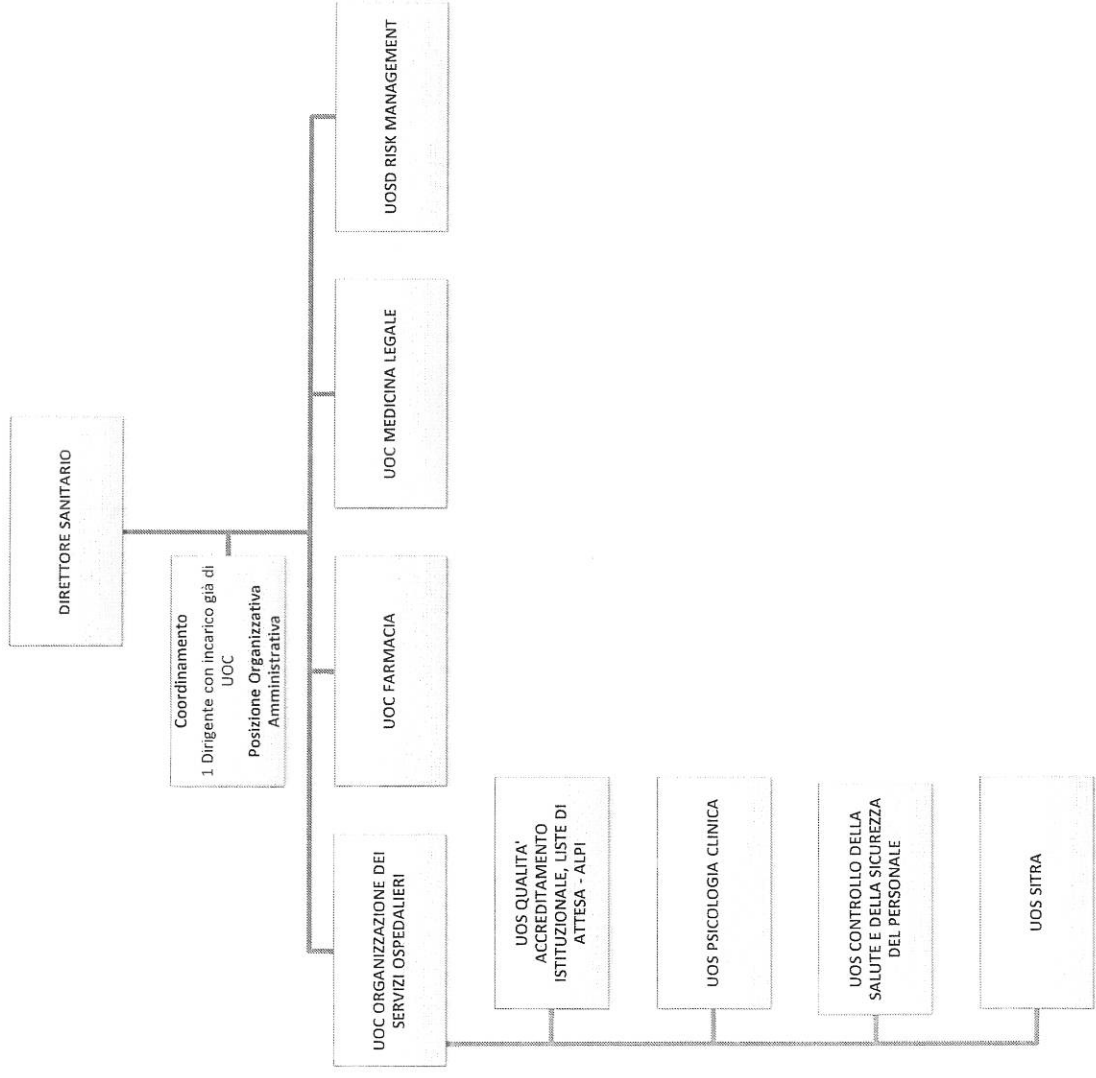 DIRETTORE SANITARIO
Coordinamento
1 Dirigente con incarico già di
UOC
Posizione Organizzativa
Amministrativa
UOC ORGANIZZAZIONE DEI
SERVIZI OSPEDALIERI
UOC FARMACIA
UOC MEDICINA LEGALE
UOSD RISK MANAGEMENT
UOS QUALITA'
ACCREDITAMENTO
ISTITUZIONALE, LISTE DI
ATTESA - ALPI
UOS PSICOLOGIA CLINICA
UOS CONTROLLO DELLA
SALUTE E DELLA SICUREZZA
DEL PERSONALE
UOS SITRA